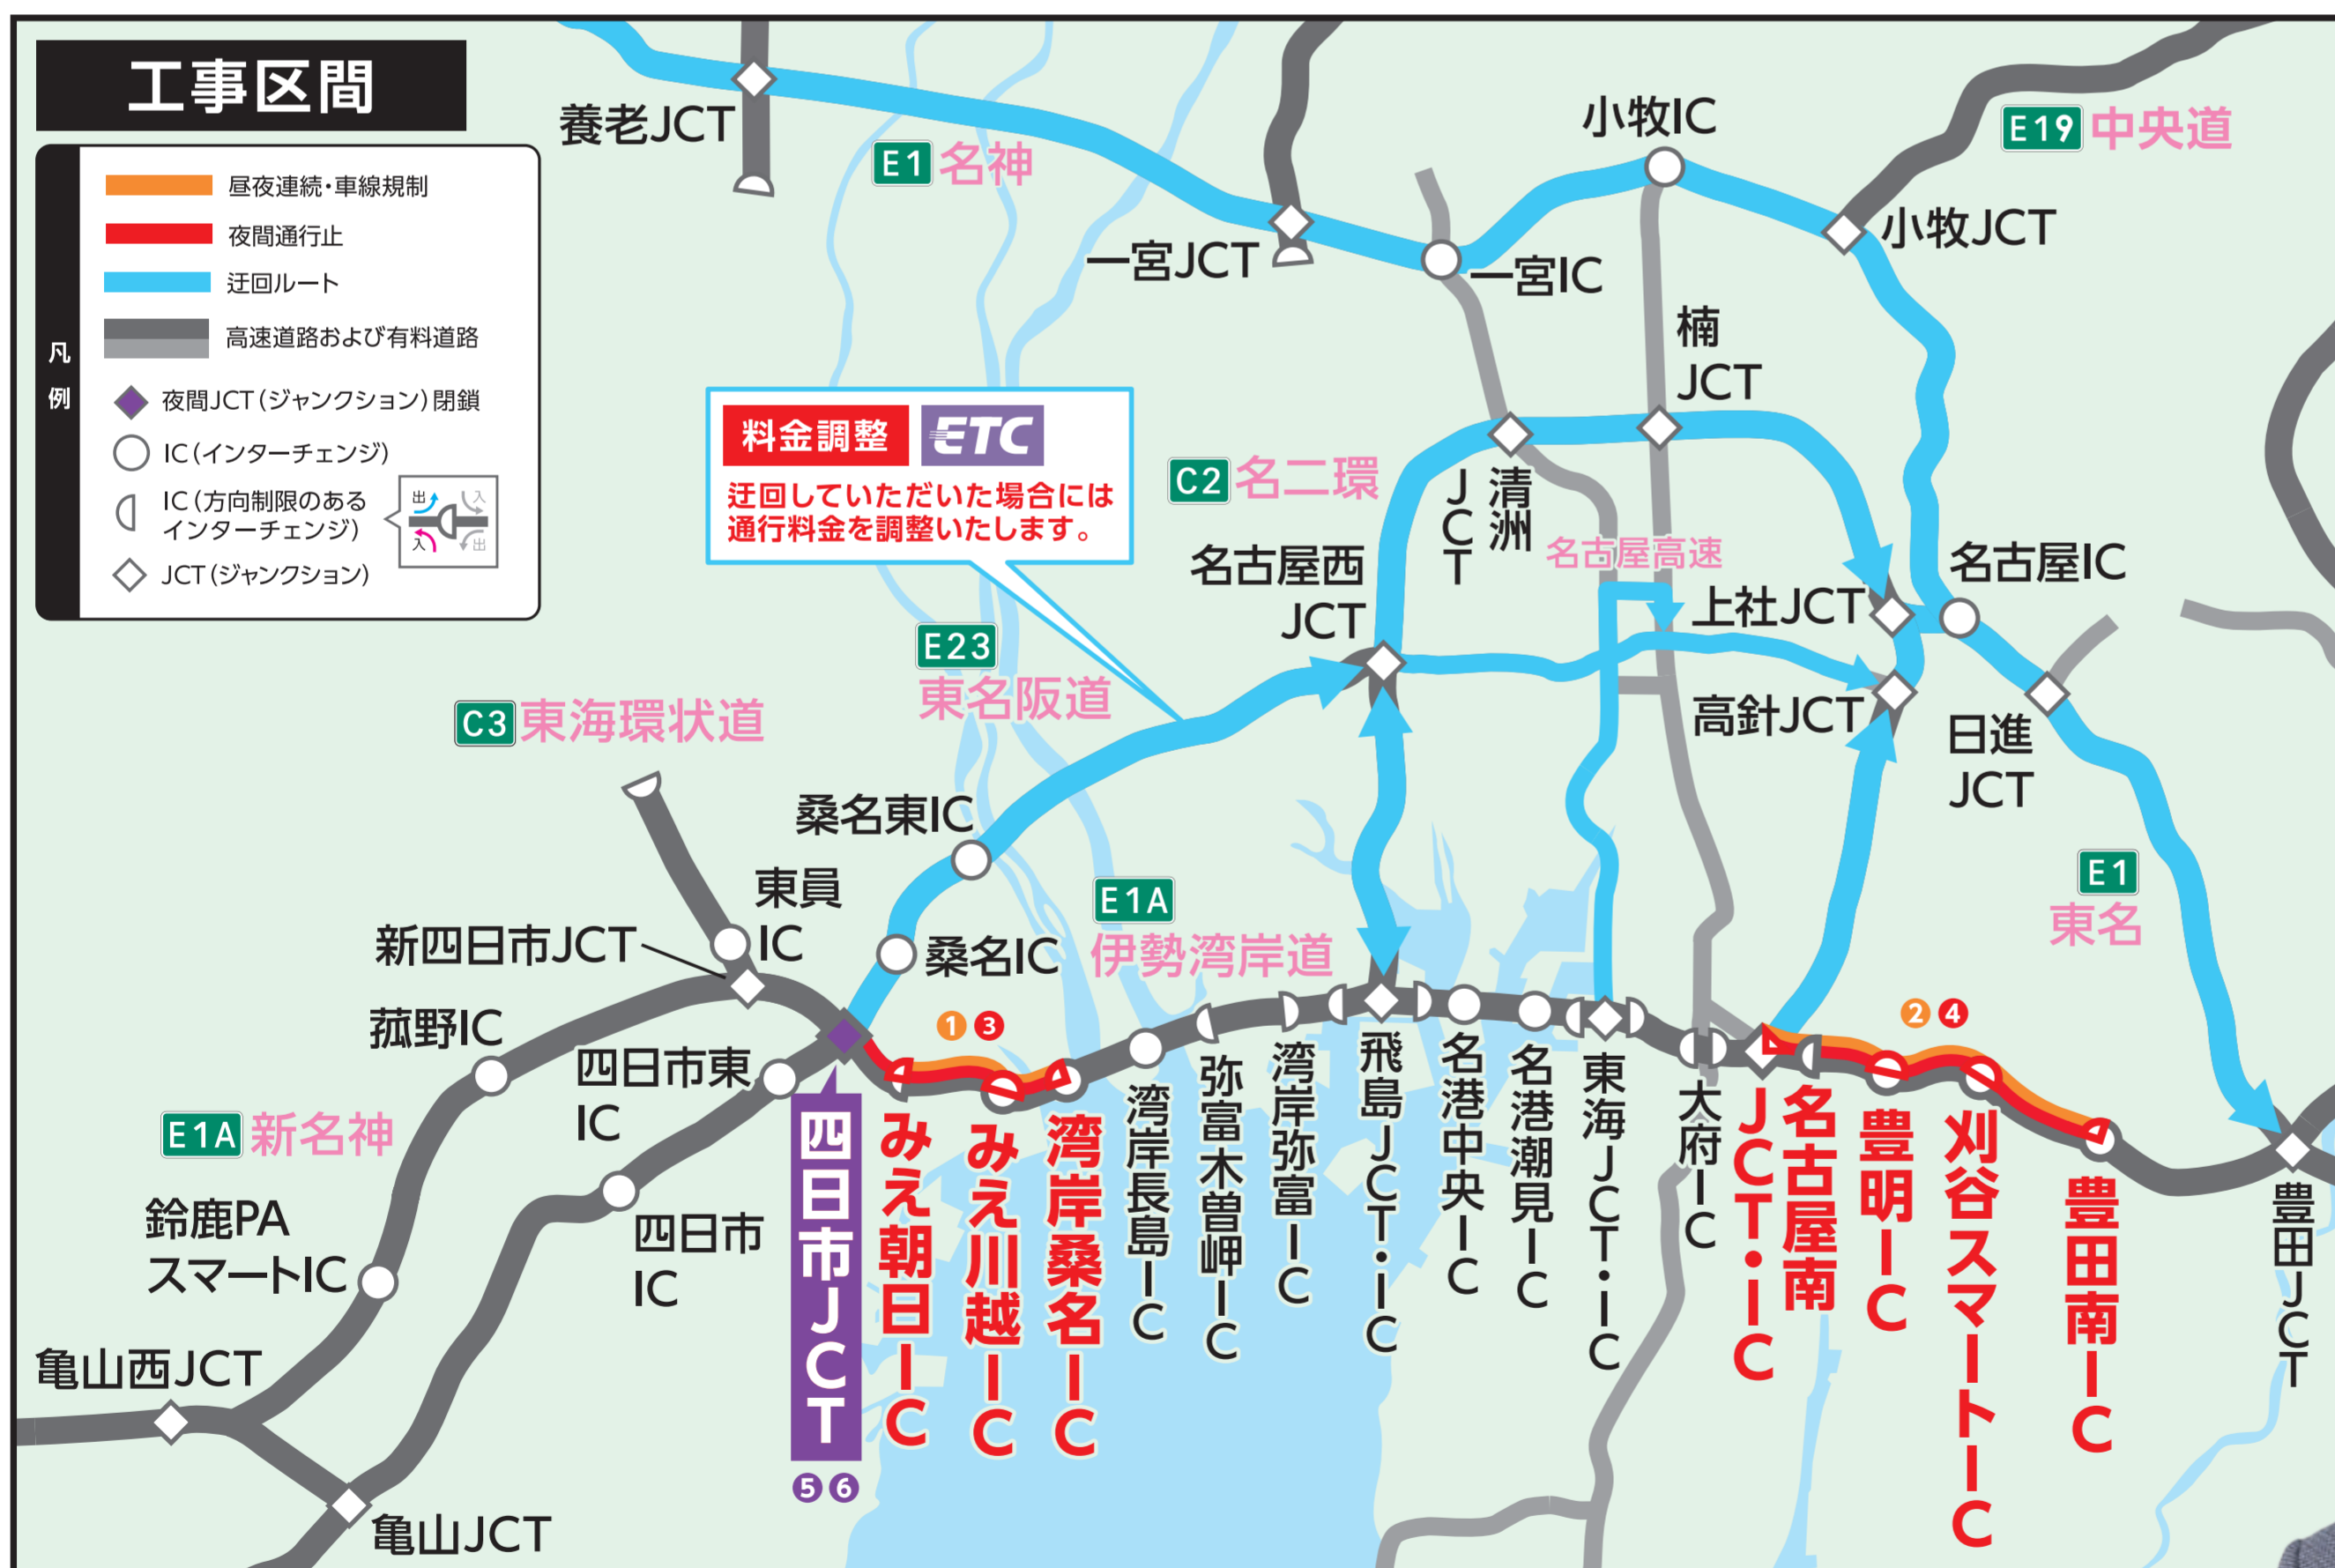 工事区間
凡例
昼夜連続・車線規制
夜間通行止
迂回ルート
高速道路および有料道路
夜間JCT(ジャンクション)閉鎖
IC(インターチェンジ)
IC(方向制限のある
インターチェンジ)
出
入
入
出
JCT(ジャンクション)
養老JCT
E1 名神
小牧IC
E19 中央道
小牧JCT
一宮JCT
一宮IC
楠
JCT
料金調整 ETC
迂回していただいた場合には
通行料金を調整いたします。
C2 名二環
清洲
JCT
名古屋高速
名古屋西
JCT
上社JCT
名古屋IC
高針JCT
日進
JCT
E23
東名阪道
C3 東海環状道
桑名東IC
東員
IC
新四日市JCT
桑名IC
E1A
伊勢湾岸道
E1
東名
菰野IC
四日市東
IC
E1A 新名神
鈴鹿PA
スマートIC
四日市
IC
亀山西JCT
亀山JCT
1 3
2 4
四日市JCT
5 6
みえ朝日IC
みえ川越IC
湾岸桑名IC
湾岸長島IC
弥富木曽岬IC
湾岸弥富IC
飛島JCT・IC
名港中央IC
名港潮見IC
東海JCT・IC
大府IC
名古屋南
JCT・IC
豊明IC
刈谷スマートIC
豊田南IC
豊田JCT